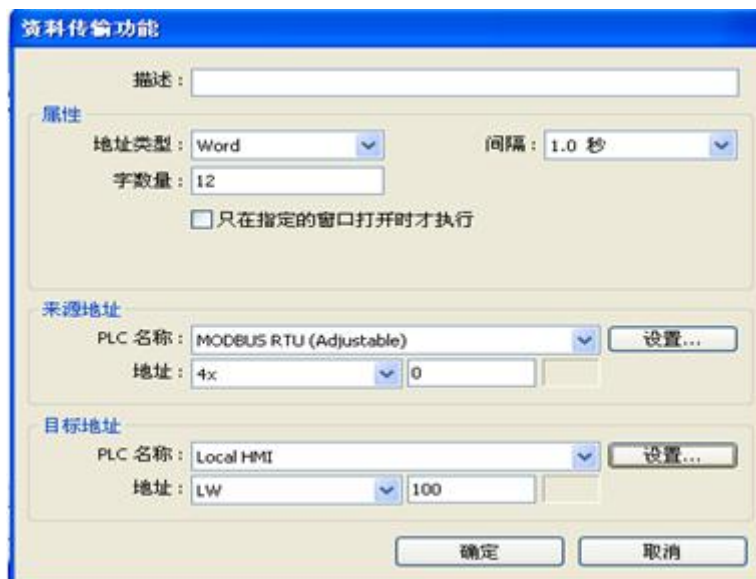 资料传输功能
描述：
属性
地址类型： Word 间隔： 1.0 秒
字数量： 12
只在指定的窗口打开时才执行
来源地址
PLC 名称： MODBUS RTU (Adjustable) 设置...
地址： 4x 0
目标地址
PLC 名称： Local HMI 设置...
地址： LW 100
确定 取消